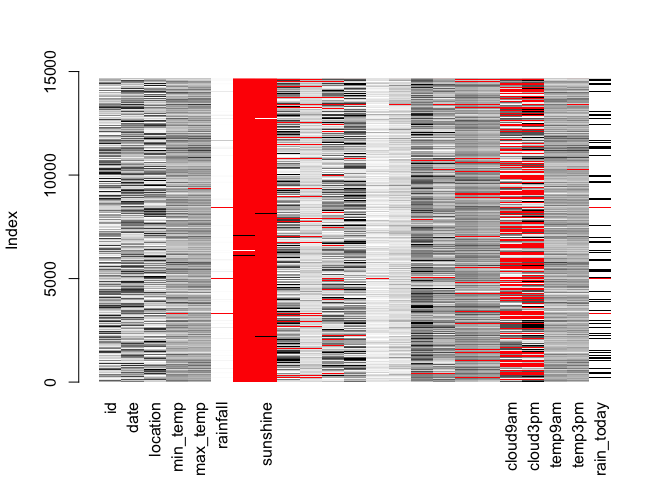 15000
10000
5000
0
Index
id
date
location
min_temp
max_temp
rainfall
sunshine
cloud9am
cloud3pm
temp9am
temp3pm
rain_today